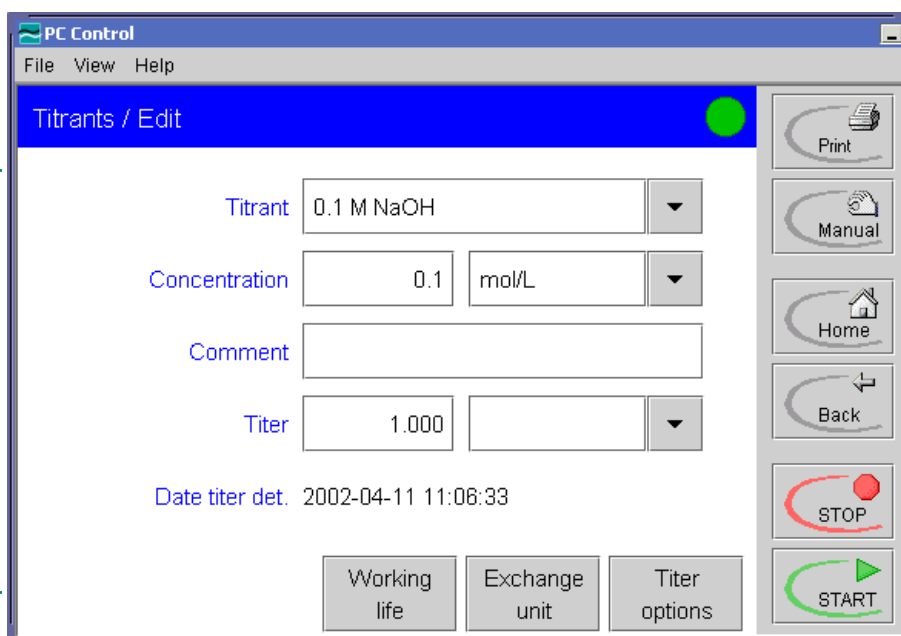 PC Control
File View Help
Titrants / Edit
Print
Titrant 0.1 M NaOH
Manual
Concentration 0.1 mol/L
Home
Comment
Back
Titer 1.000
Date titer det. 2002-04-11 11:06:33
STOP
Working life
Exchange unit
Titer options
START